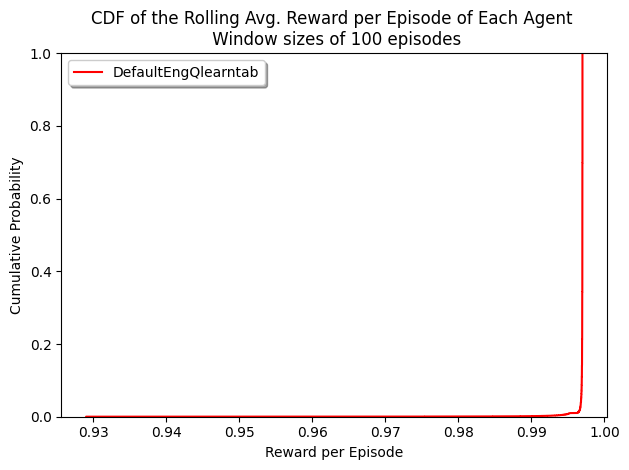 CDF of the Rolling Avg. Reward per Episode of Each Agent
Window sizes of 100 episodes
DefaultEngQlearntab
Cumulative Probability
1.0
0.8
0.6
0.4
0.2
0.0
0.93 0.94 0.95 0.96 0.97 0.98 0.99 1.00
Reward per Episode